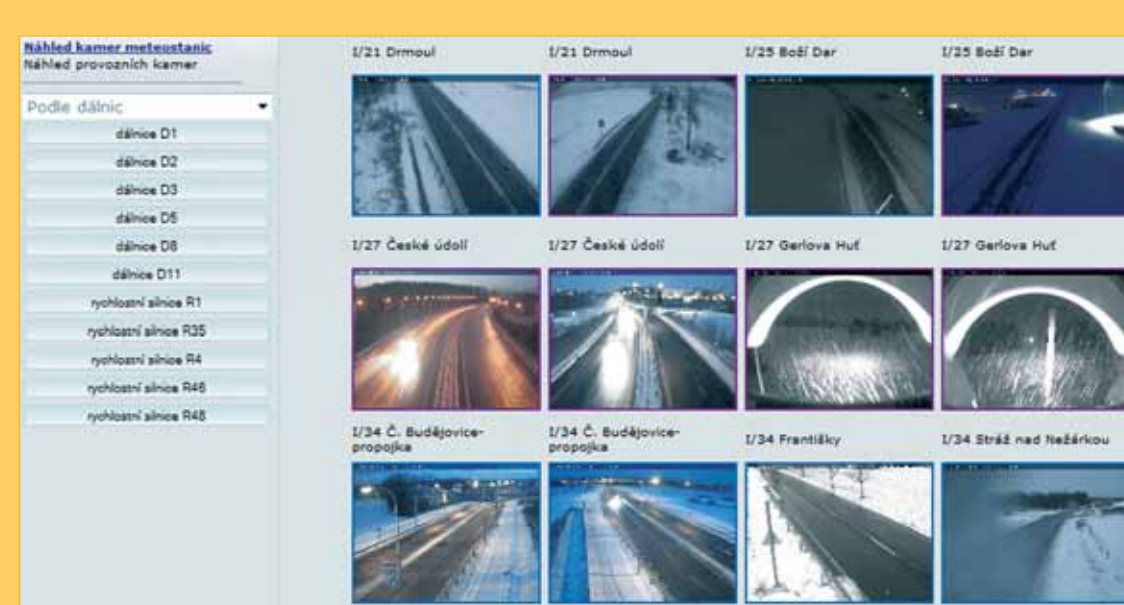 Náhled kamer meteostanic
Náhled provozních kamer
Podle dálnic
dálnice D1
dálnice D2
dálnice D3
dálnice D5
dálnice D8
dálnice D11
rychlostní silnice R1
rychlostní silnice R35
rychlostní silnice R4
rychlostní silnice R46
rychlostní silnice R48
I/21 Drmoul
I/21 Drmoul
I/25 Boží Dar
I/25 Boží Dar
I/27 České údolí
I/27 České údolí
I/27 Gerlova Huť
I/27 Gerlova Huť
I/34 Č. Budějovice-
propojka
I/34 Č. Budějovice-
propojka
I/34 Františky
I/34 Stráž nad Nežárkou